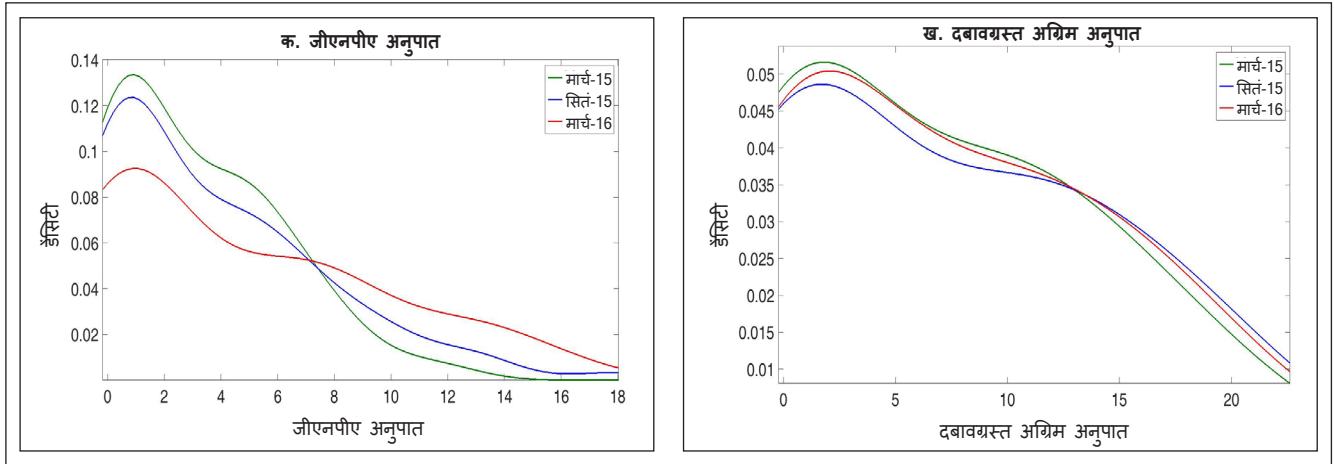 क. जीएनपीए अनुपात
0.14
0.12
0.1
0.08
0.06
0.04
0.02
डेंसिटी
मार्च-15
सितं-15
मार्च-16
0 2 4 6 8 10 12 14 16 18
जीएनपीए अनुपात
ख. दबावग्रस्त अग्रिम अनुपात
0.05
0.045
0.04
0.035
0.03
0.025
0.02
0.015
0.01
डेंसिटी
मार्च-15
सितं-15
मार्च-16
0 5 10 15 20
दबावग्रस्त अग्रिम अनुपात